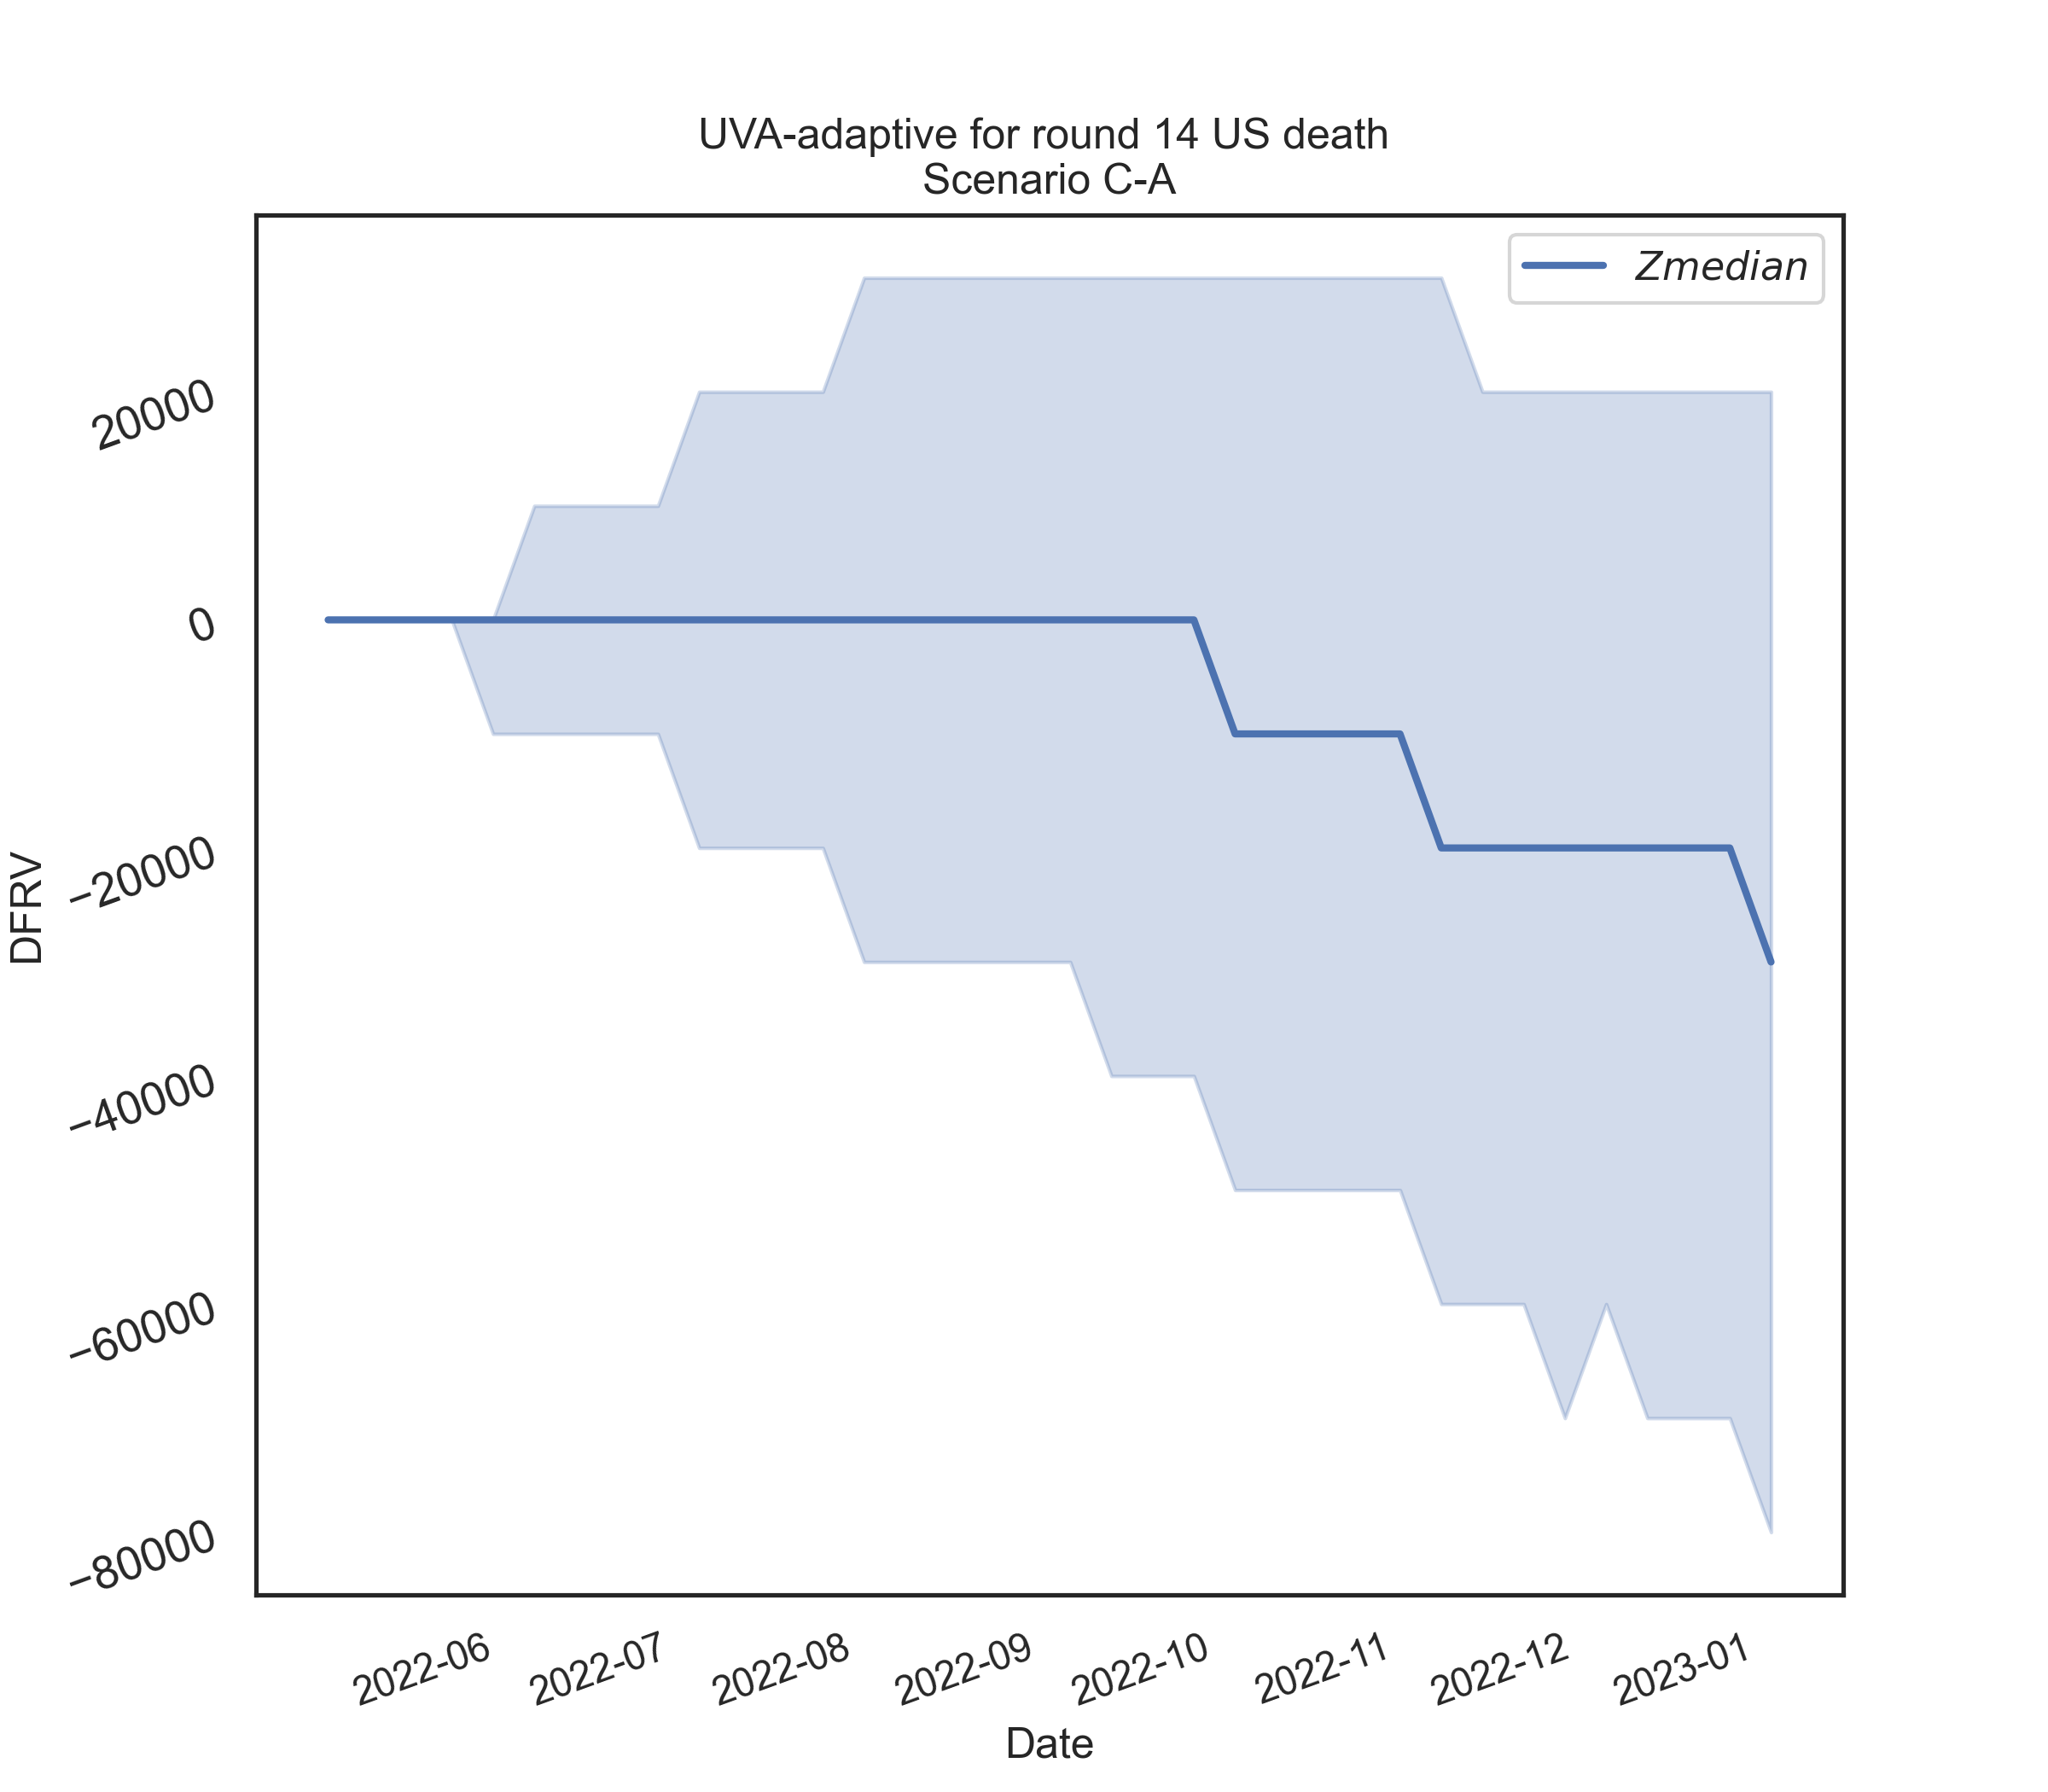 UVA-adaptive for round 14 US death
Scenario C-A
Zmedian
20000
0
−20000
−40000
−60000
−80000
DFRV
2022-06
2022-07
2022-08
2022-09
2022-10
2022-11
2022-12
2023-01
Date